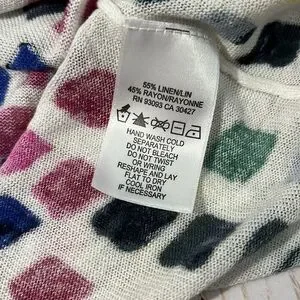 55% LINEN/LIN
45% RAYON/RAYONNE
RN 93093 CA 30427
HAND WASH COLD
SEPARATELY
DO NOT BLEACH
DO NOT TWIST
OR WRING
RESHAPE AND LAY
FLAT TO DRY
COOL IRON
IF NECESSARY